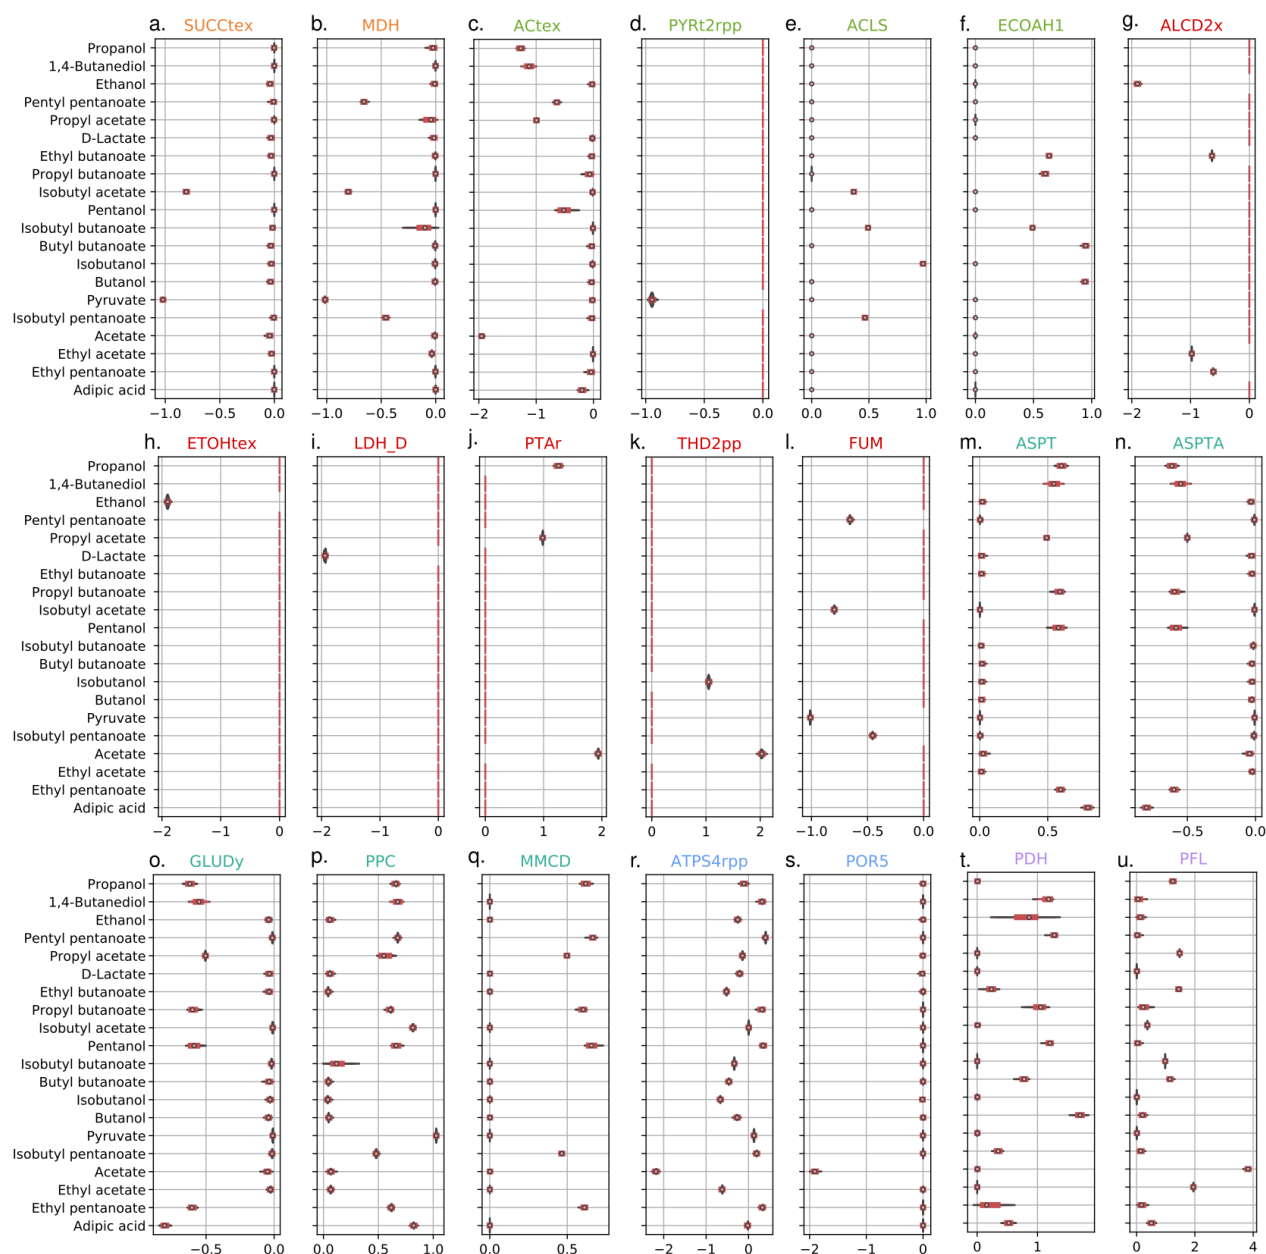 a. SUCCtex b. MDH c. ACtex d. PYRt2rpp e. ACLS f. ECOAH1 g. ALCD2x
Propanol
1,4-Butanediol
Ethanol
Pentyl pentanoate
Propyl acetate
D-Lactate
Ethyl butanoate
Propyl butanoate
Isobutyl acetate
Pentanol
Isobutyl butanoate
Butyl butanoate
Isobutanol
Butanol
Pyruvate
Isobutyl pentanoate
Acetate
Ethyl acetate
Ethyl pentanoate
Adipic acid
−1.0 −0.5 0.0 −1.0 −0.5 0.0 −2 −1 0 −1.0 −0.5 0.0 0.0 0.5 1.0 0.0 0.5 1.0 −2 −1 0
h. ETOHtex i. LDH_D j. PTAr k. THD2pp l. FUM m. ASPT n. ASPTA
Propanol
1,4-Butanediol
Ethanol
Pentyl pentanoate
Propyl acetate
D-Lactate
Ethyl butanoate
Propyl butanoate
Isobutyl acetate
Pentanol
Isobutyl butanoate
Butyl butanoate
Isobutanol
Butanol
Pyruvate
Isobutyl pentanoate
Acetate
Ethyl acetate
Ethyl pentanoate
Adipic acid
−2 −1 0 −2 −1 0 0 1 2 0 1 2 −1.0 −0.5 0.0 0.0 0.5 −0.5 0.0
o. GLUDy p. PPC q. MMCD r. ATPS4rpp s. POR5 t. PDH u. PFL
Propanol
1,4-Butanediol
Ethanol
Pentyl pentanoate
Propyl acetate
D-Lactate
Ethyl butanoate
Propyl butanoate
Isobutyl acetate
Pentanol
Isobutyl butanoate
Butyl butanoate
Isobutanol
Butanol
Pyruvate
Isobutyl pentanoate
Acetate
Ethyl acetate
Ethyl pentanoate
Adipic acid
−0.5 0.0 0.0 0.5 1.0 0.0 0.5 −2 −1 0 −2 −1 0 0 1 0 2 4